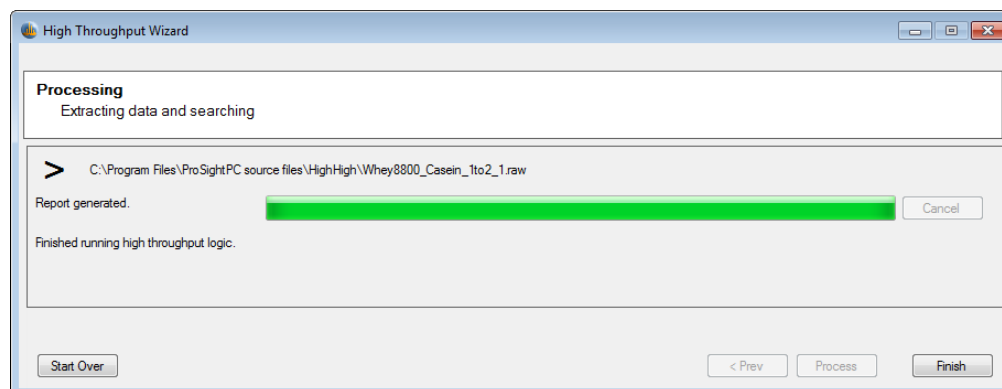 High Throughput Wizard
Processing
Extracting data and searching
> C:\Program Files\ProSightPC source files\HighHigh\Whey8800_Casein_1to2_1.raw
Report generated.
Cancel
Finished running high throughput logic.
Start Over
< Prev
Process
Finish